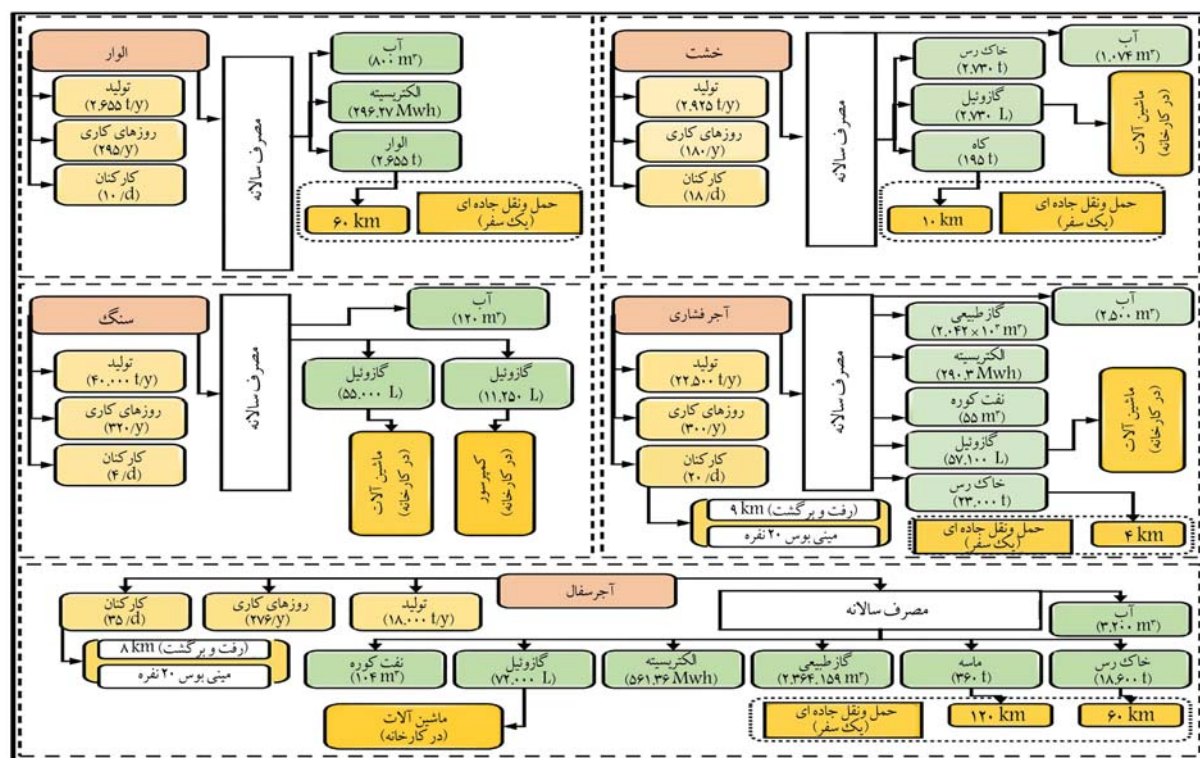 الوار
تولید
(۲.۶۵۵ t/y)
روزهای کاری
(۲۹۵/y)
کارکنان
(۱۰/d)
مصرف سالانه
آب
(۸۰۰ m³)
الکتریسیته
(۲۹۶.۲۷ Mwh)
الوار
(۲.۶۵۵ t)
۶۰ km
حمل ونقل جاده ای
(یک سفر)
خشت
تولید
(۲.۹۲۵ t/y)
روزهای کاری
(۱۸۰/y)
کارکنان
(۱۸/d)
مصرف سالانه
آب
(۱.۰۷۴ m³)
خاک رس
(۲.۷۳۰ t)
گازوئیل
(۲.۷۳۰ L)
کاه
(۱۹۵ t)
ماشین آلات
(در کارخانه)
۱۰ km
حمل ونقل جاده ای
(یک سفر)
سنگ
تولید
(۴۰.۰۰۰ t/y)
روزهای کاری
(۳۲۰/y)
کارکنان
(۴/d)
مصرف سالانه
آب
(۱۲۰ m³)
گازوئیل
(۵۵.۰۰۰ L)
گازوئیل
(۱۱.۲۵۰ L)
ماشین آلات
(در کارخانه)
کمپرسور
(در کارخانه)
آجر فشاری
تولید
(۲۲.۵۰۰ t/y)
روزهای کاری
(۳۰۰/y)
کارکنان
(۲۰/d)
۹ km (رفت و برگشت)
مینی بوس ۲۰ نفره
مصرف سالانه
آب
(۲.۵۰۰ m³)
گاز طبیعی
(۲.۰۴۲×۱۰³ m³)
الکتریسیته
(۲۹۰.۳ Mwh)
نفت کوره
(۵۵ m³)
گازوئیل
(۵۷.۱۰۰ L)
خاک رس
(۲۳.۰۰۰ t)
ماشین آلات
(در کارخانه)
حمل ونقل جاده ای
(یک سفر)
۴ km
آجرسفال
کارکنان
(۳۵/d)
روزهای کاری
(۲۷۶/y)
تولید
(۱۸.۰۰۰ t/y)
۸ km (رفت و برگشت)
مینی بوس ۲۰ نفره
مصرف سالانه
آب
(۳.۲۰۰ m³)
نفت کوره
(۱۰۴ m³)
گازوئیل
(۷۲.۰۰۰ L)
الکتریسیته
(۵۶۱.۳۶ Mwh)
گاز طبیعی
(۲.۳۶۴.۱۵۹ m³)
ماسه
(۳۶۰ t)
خاک رس
(۱۸.۶۰۰ t)
ماشین آلات
(در کارخانه)
حمل ونقل جاده ای
(یک سفر)
۱۲۰ km
۶۰ km